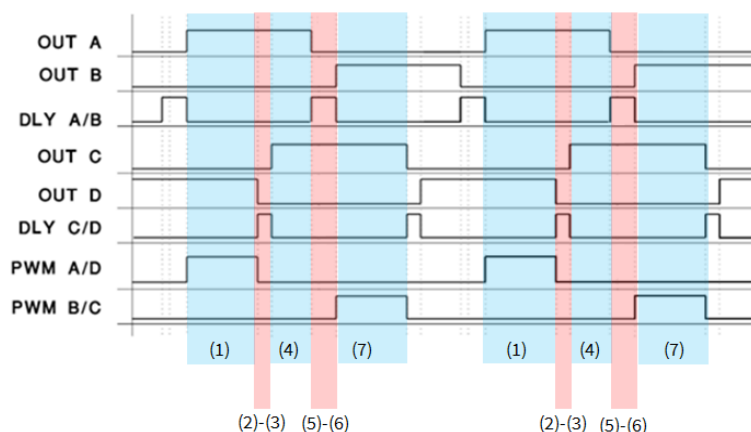 OUT A
OUT B
DLY A/B
OUT C
OUT D
DLY C/D
PWM A/D
PWM B/C
(1) (4) (7) (1) (4) (7)
(2)-(3) (5)-(6) (2)-(3) (5)-(6)